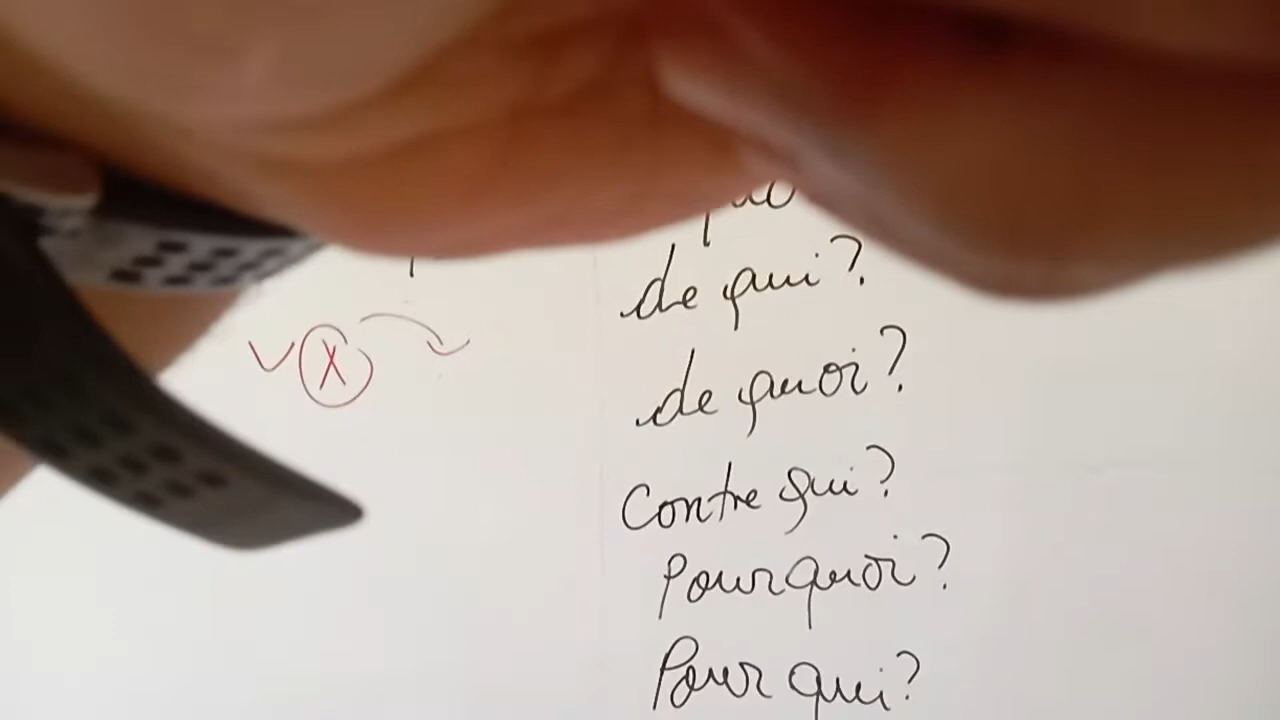 de qui?
X
de quoi?
Contre qui?
Pourquoi?
Pour qui?